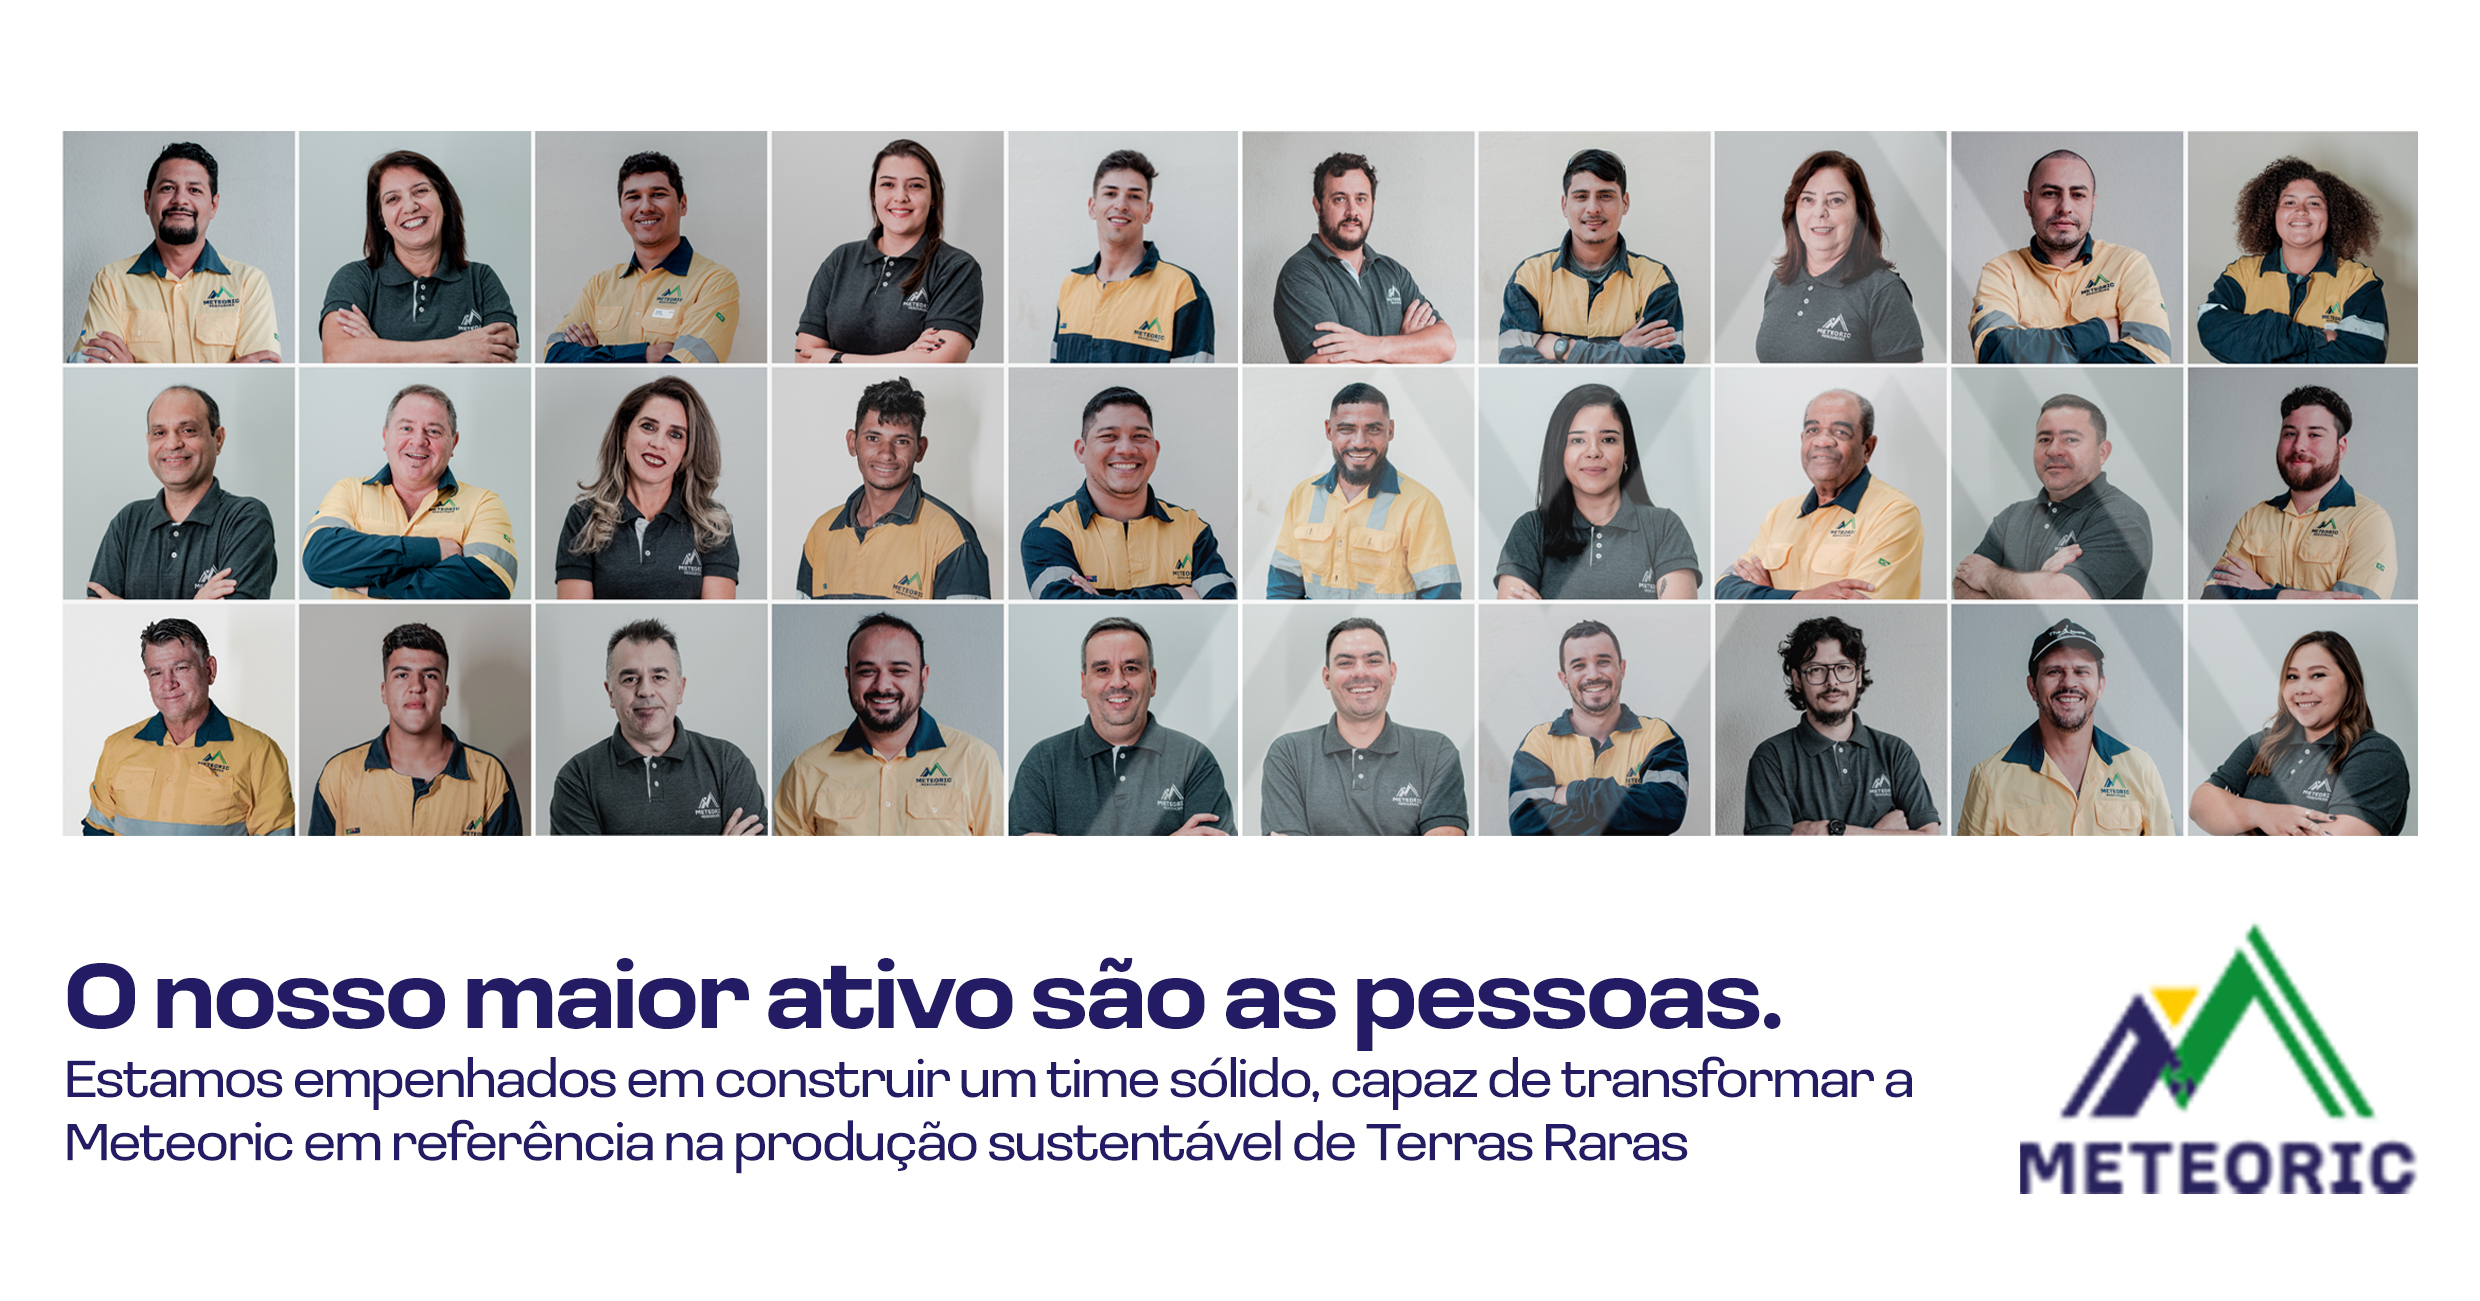 O nosso maior ativo são as pessoas.
Estamos empenhados em construir um time sólido, capaz de transformar a
Meteoric em referência na produção sustentável de Terras Raras
METEORIC